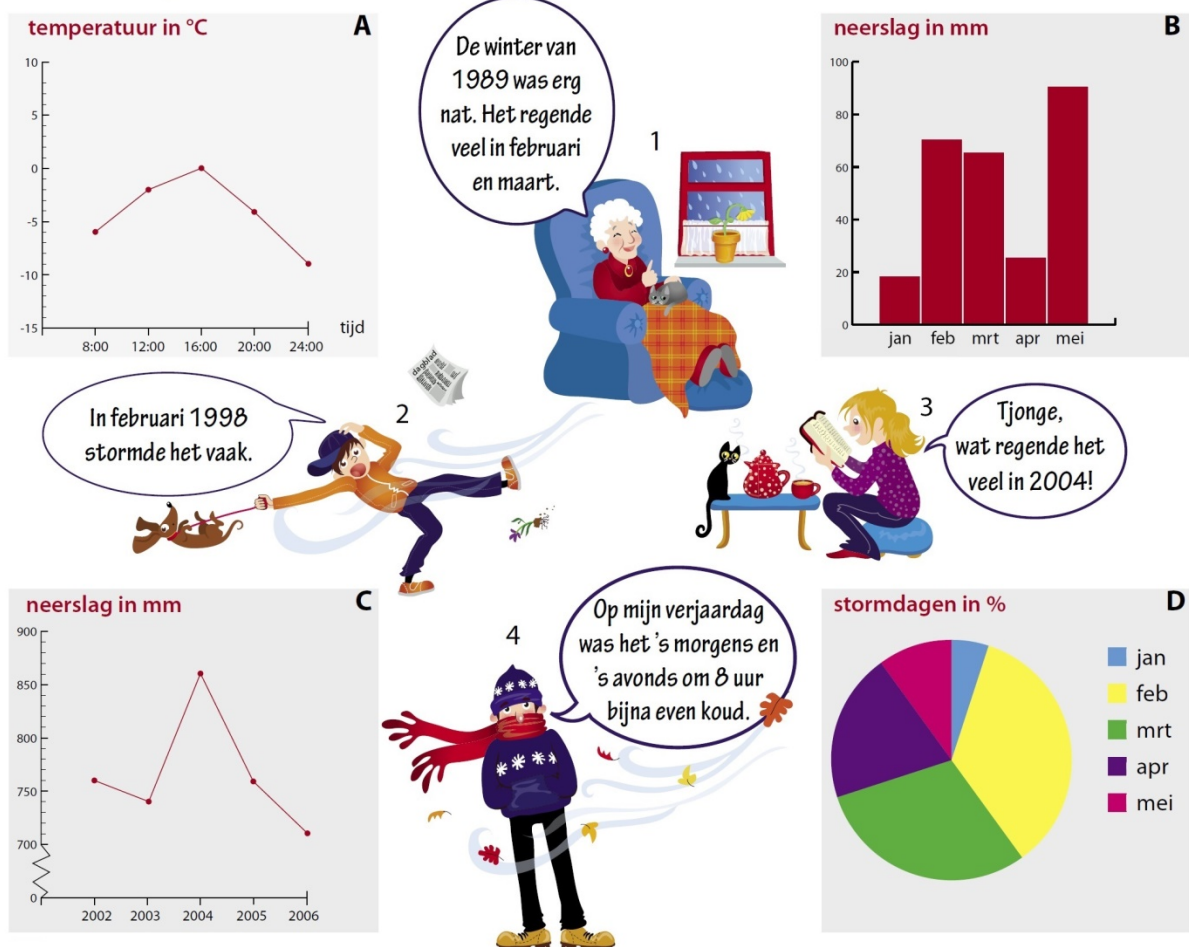 temperatuur in °C
A
10
5
0
-5
-10
-15
8:00 12:00 16:00 20:00 24:00
tijd
De winter van
1989 was erg
nat. Het regende
veel in februari
en maart.
1
neerslag in mm
B
100
80
60
40
20
0
jan feb mrt apr mei
dagblad
In februari 1998
stormde het vaak.
2
3
Tjonge,
wat regende het
veel in 2004!
neerslag in mm
C
900
850
800
750
700
0
2002 2003 2004 2005 2006
4
Op mijn verjaardag
was het 's morgens en
's avonds om 8 uur
bijna even koud.
stormdagen in %
D
jan
feb
mrt
apr
mei